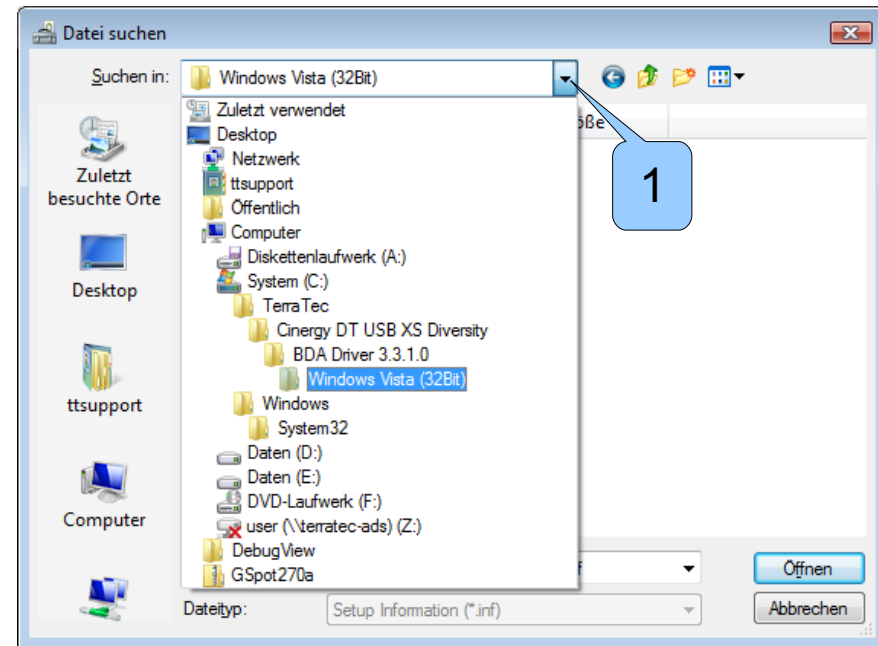 Datei suchen
Suchen in:
Windows Vista (32Bit)
Zuletzt verwendet
Desktop
Netzwerk
ttsupport
Öffentlich
Computer
Diskettenlaufwerk (A:)
System (C:)
TerraTec
Cinergy DT USB XS Diversity
BDA Driver 3.3.1.0
Windows Vista (32Bit)
Windows
System32
Daten (D:)
Daten (E:)
DVD-Laufwerk (F:)
user (\\terratec-ads) (Z:)
DebugView
GSpot270a
1
Zuletzt
besuchte Orte
Desktop
ttsupport
Computer
Dateityp:
Setup Information (*.inf)
Öffnen
Abbrechen